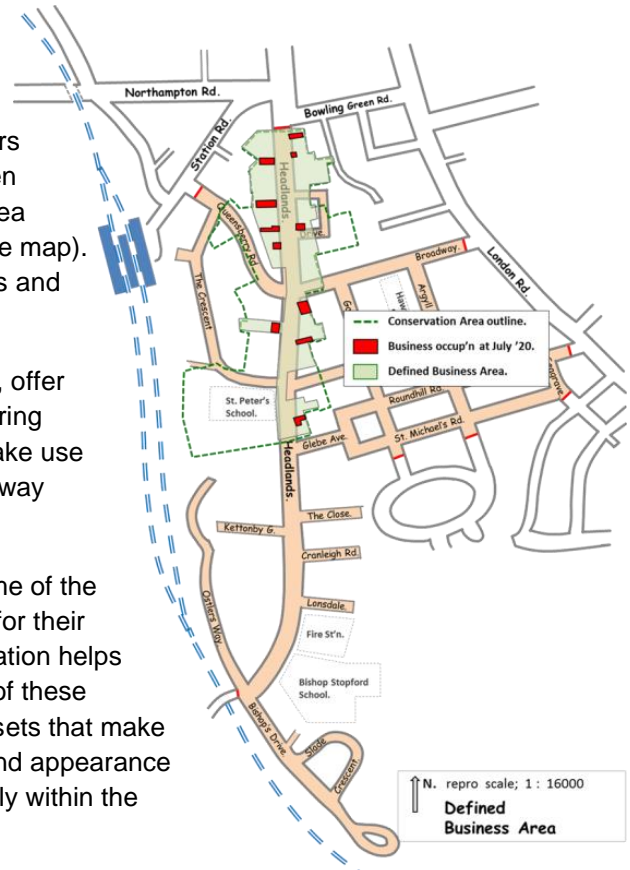 rs
en
ea
e map).
s and
, offer
ring
ake use
way
ne of the
for their
ation helps
of these
sets that make
nd appearance
ly within the
Northampton Rd.
Bowling Green Rd.
Station Rd.
Headlands.
Queensberry Rd.
Drive.
The Crescent
Broadway.
London Rd.
Argyll
Haw
Conservation Area outline.
Business occup'n at July '20.
Defined Business Area.
St. Peter's
School.
Roundhill Rd.
St. Michael's Rd.
Glebe Ave.
Headlands.
The Close.
Kettonby G.
Cranleigh Rd.
Lonsdale.
Ostlers Way.
Fire St'n.
Bishop Stopford
School.
Bishop's Drive.
Slade
Crescent.
N. repro scale; 1 : 16000
Defined
Business Area